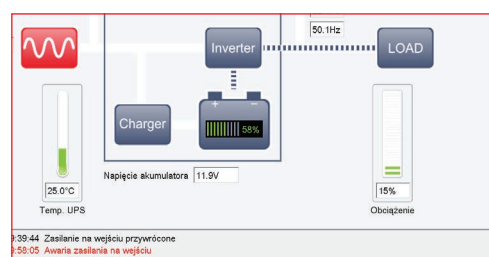 50.1Hz
Inverter
LOAD
Charger
+ −
58%
Napięcie akumulatora 11.9V
25.0°C
15%
Temp. UPS
Obciążenie
9:39:44 Zasilanie na wejściu przywrócone
9:58:05 Awaria zasilania na wejściu